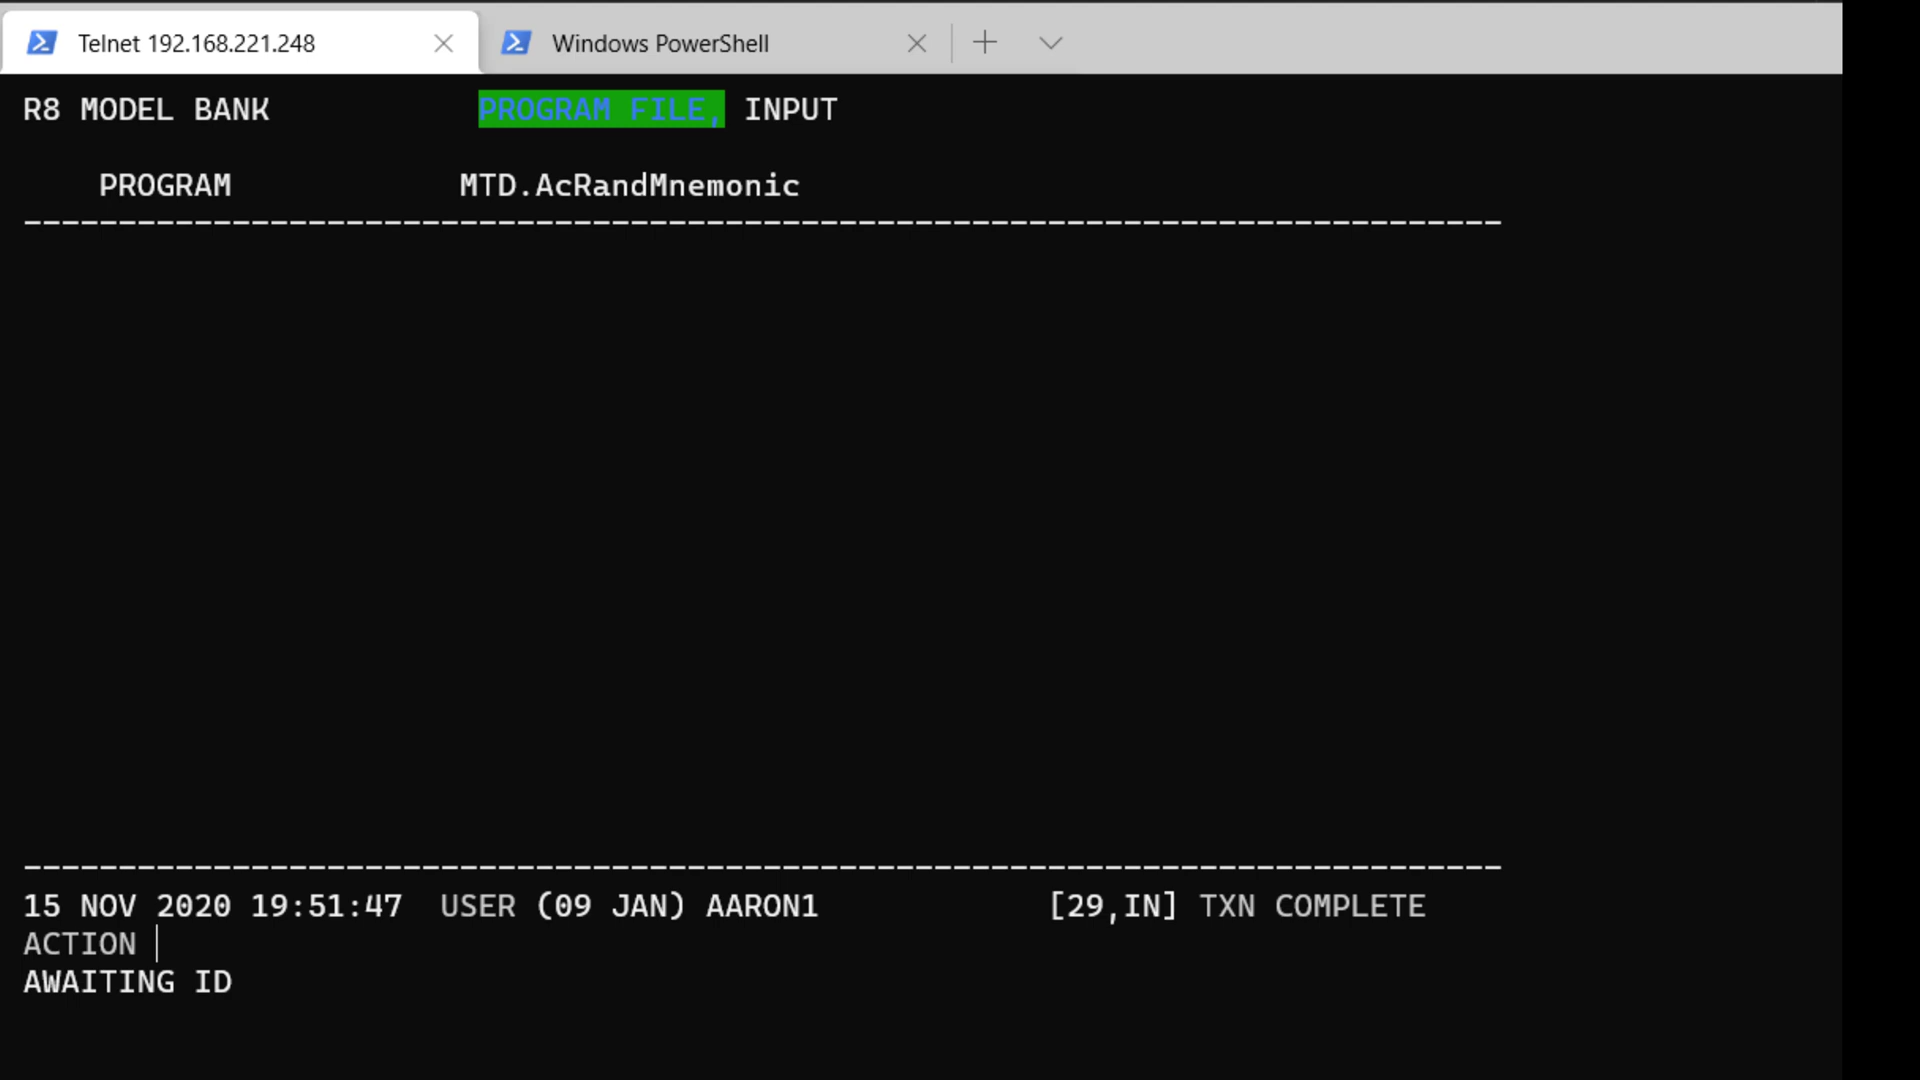 Telnet 192.168.221.248 Windows PowerShell
R8 MODEL BANK PROGRAM FILE, INPUT
PROGRAM MTD.AcRandMnemonic
15 NOV 2020 19:51:47 USER (09 JAN) AARON1 [29,IN] TXN COMPLETE
ACTION
AWAITING ID